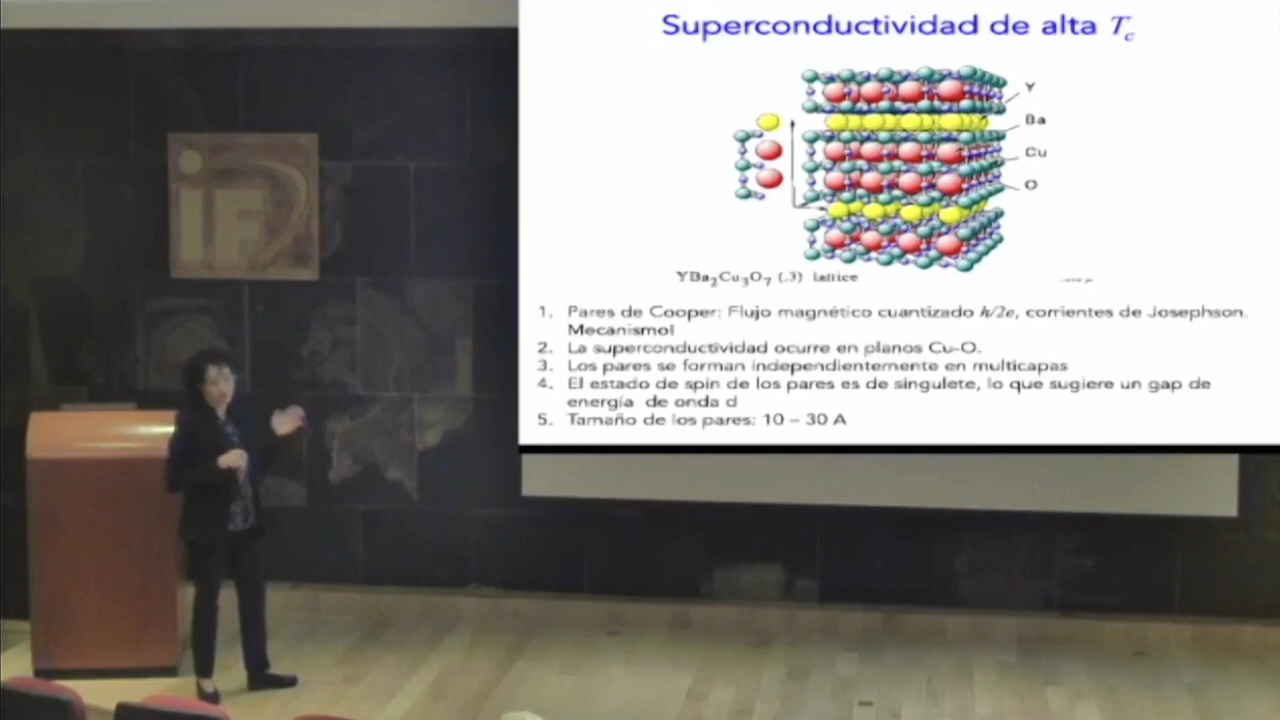 Superconductividad de alta Tc
Y
Ba
Cu
O
YBa2Cu3O7 (.3) lattice
1. Pares de Cooper: Flujo magnético cuantizado h/2e, corrientes de Josephson.
Mecanismo!
2. La superconductividad ocurre en planos Cu-O.
3. Los pares se forman independientemente en multicapas
4. El estado de spin de los pares es de singulete, lo que sugiere un gap de
energía de onda d
5. Tamaño de los pares: 10 – 30 A
iF